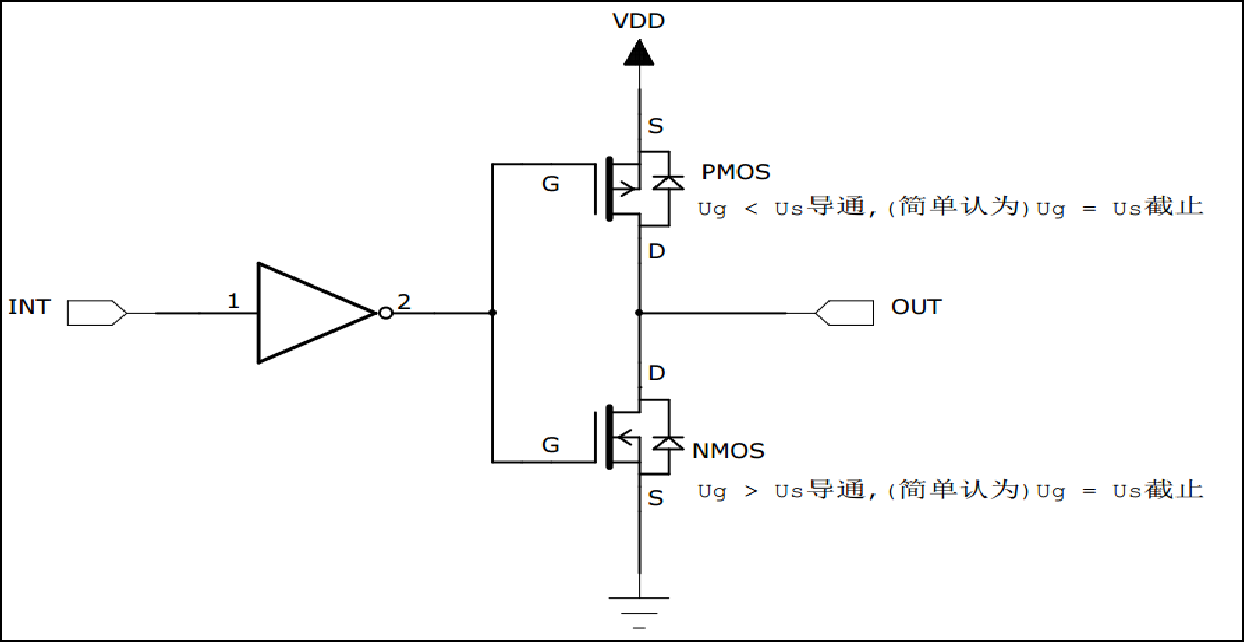 VDD
S
G
PMOS
Ug < Us导通,(简单认为)Ug = Us截止
D
INT
1
2
OUT
D
G
NMOS
S
Ug > Us导通,(简单认为)Ug = Us截止